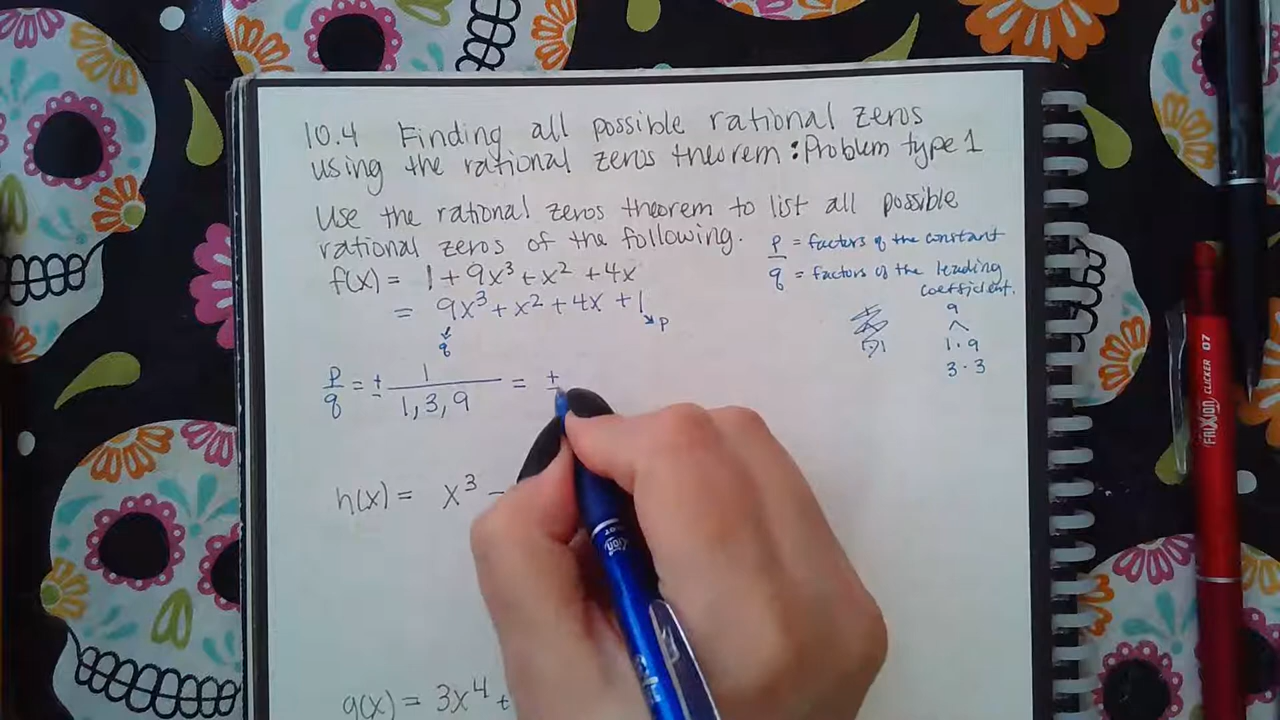 10.4 Finding all possible rational zeros
using the rational zeros theorem: Problem type 1
Use the rational zeros theorem to list all possible
rational zeros of the following.
p = factors of the constant
q = factors of the leading
coefficient.
f(x) = 1 + 9x³ + x² + 4x
= 9x³ + x² + 4x + 1
q
p
9
1·9
3·3
p/q = ± 1/1, 3, 9 = ±
h(x) = x³ -
g(x) = 3x⁴ +
FRIXION CLICKER 07